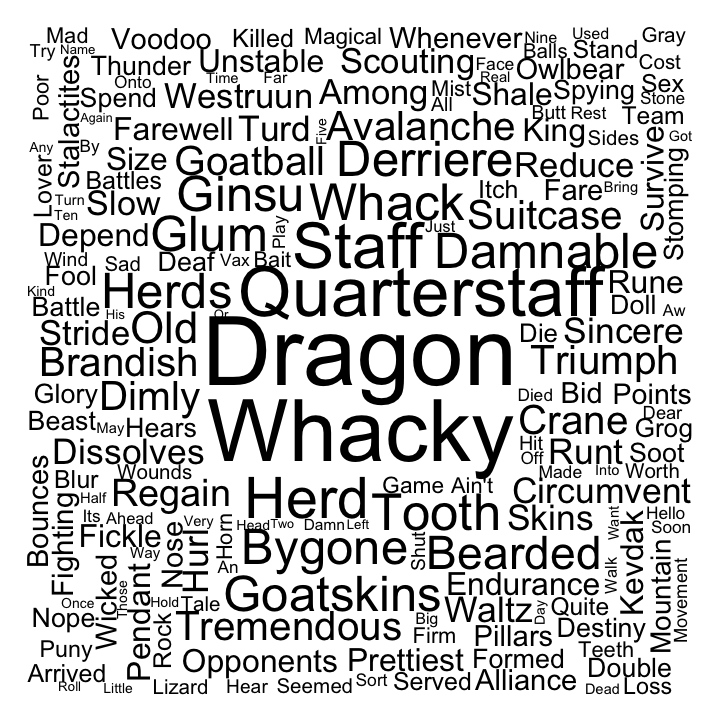 Mad Voodoo Killed Magical Whenever Nine Used Gray
Try Name Thunder Unstable Scouting Balls Stand Cost
Onto Time Far Face Real Owlbear
Poor Stalactites Spend Westruun Among Mist All Shale Spying Sex Stone
Again Farewell Turd Five Avalanche Butt Rest King Team
Any By Size Goatball Derriere Reduce Sides Survive Got
Lover Battles Ginsu Whack Itch Fare Bring Stomping
Turn Ten Slow Glum Play Staff Just Suitcase
Depend Damnable
Wind Sad Deaf Vax Bait
Kind Fool Herds Quarterstaff Rune
Battle His Or Doll Aw
Stride Old Dragon Die Sincere
Brandish Triumph
Glory Dimly Died Bid Points
Beast May Hears Whacky Crane Dear Grog
Dissolves Hit Off Runt Soot
Bounces Blur Wounds Game Ain't Made Into Worth
Half Regain Herd Tooth Circumvent
Fighting Its Ahead Very Horn Head Two Damn Left Skins Want Hello
Fickle Way Nose Hurl An Bygone Shut Bearded Walk Kevdak Soon
Wicked Those Pendant Goatskins Endurance Mountain Movement
Once Hold Tale Waltz Day Quite
Nope Rock Tremendous Big Firm Pillars Destiny
Puny Opponents Prettiest Formed Teeth
Arrived Double
Roll Little Lizard Hear Seemed Sort Served Alliance Dead Loss